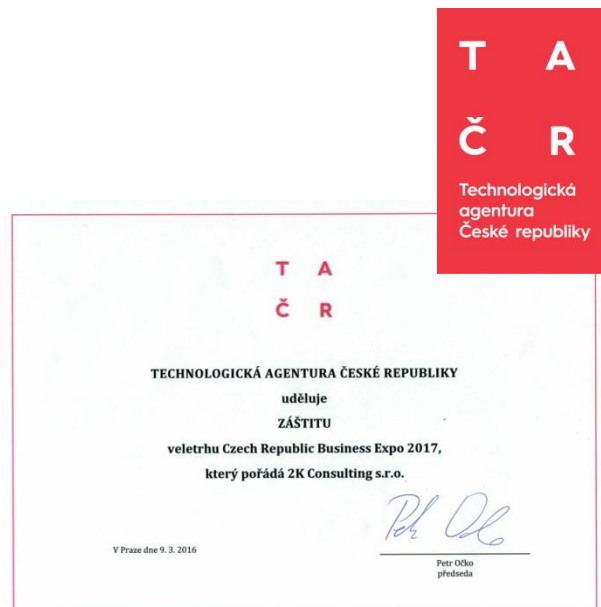 T A
Č R
Technologická
agentura
České republiky
T A
Č R
TECHNOLOGICKÁ AGENTURA ČESKÉ REPUBLIKY
uděluje
ZÁŠTITU
veletrhu Czech Republic Business Expo 2017,
který pořádá 2K Consulting s.r.o.
V Praze dne 9. 3. 2016
Petr Očko
předseda